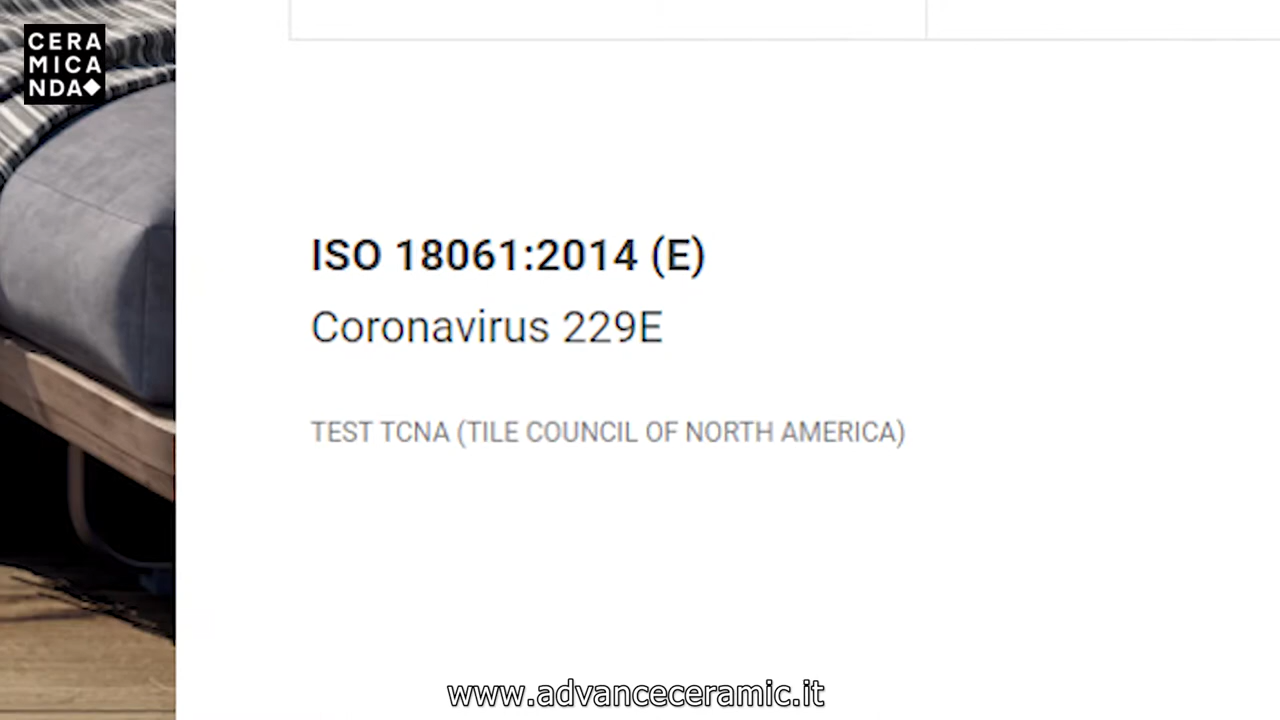 CERA
MICA
NDA
ISO 18061:2014 (E)
Coronavirus 229E
TEST TCNA (TILE COUNCIL OF NORTH AMERICA)
www.advanceceramic.it